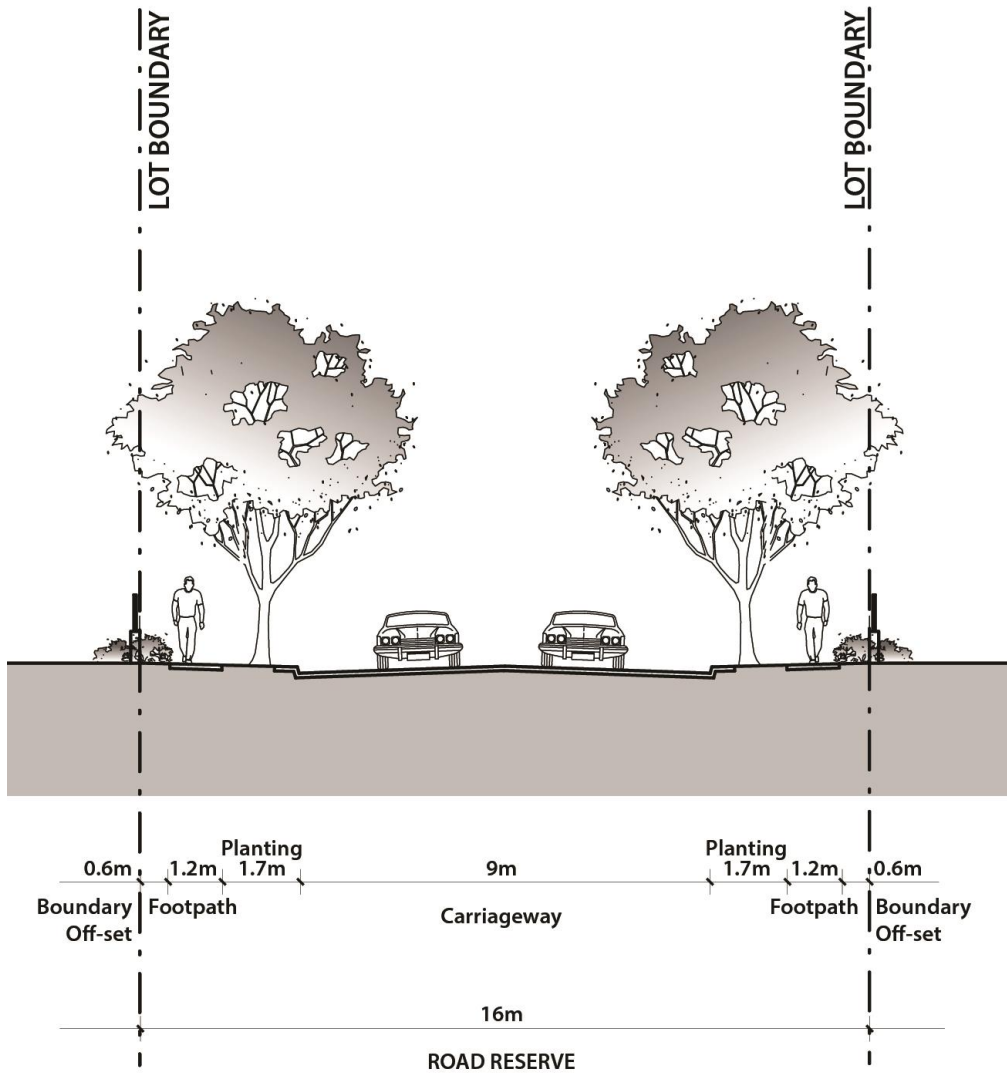 LOT BOUNDARY
LOT BOUNDARY
Planting
Planting
0.6m 1.2m 1.7m 9m 1.7m 1.2m 0.6m
Boundary Footpath Carriageway Footpath Boundary
Off-set Off-set
16m
ROAD RESERVE